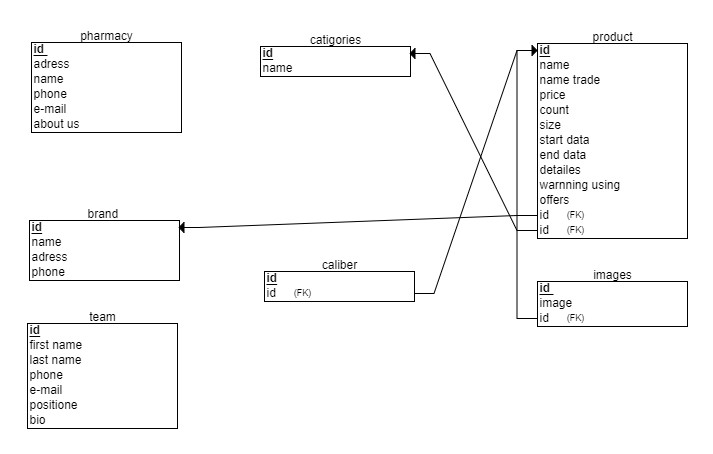 pharmacy
id
adress
name
phone
e-mail
about us
catigories
id
name
product
id
name
name trade
price
count
size
start data
end data
detailes
warnning using
offers
id (FK)
id (FK)
brand
id
name
adress
phone
caliber
id
id (FK)
images
id
image
id (FK)
team
id
first name
last name
phone
e-mail
positione
bio